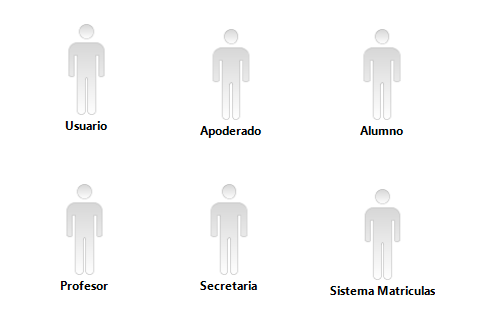 Usuario
Apoderado
Alumno
Profesor
Secretaria
Sistema Matriculas